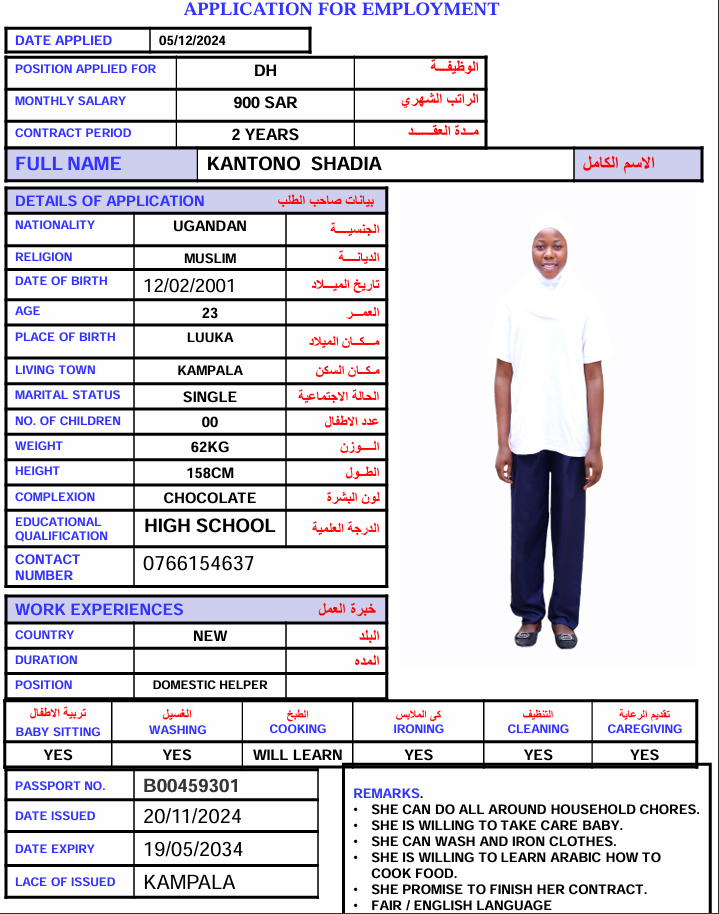 APPLICATION FOR EMPLOYMENT
DATE APPLIED 05/12/2024
POSITION APPLIED FOR DH الوظيفـــة
MONTHLY SALARY 900 SAR الراتب الشهري
CONTRACT PERIOD 2 YEARS مــدة العقـــــد
FULL NAME KANTONO SHADIA الاسم الكامل
DETAILS OF APPLICATION بيانات صاحب الطلب
NATIONALITY UGANDAN الجنسيـــــة
RELIGION MUSLIM الديانـــــة
DATE OF BIRTH 12/02/2001 تاريخ الميـــلاد
AGE 23 العمـــر
PLACE OF BIRTH LUUKA مــكــان الميلاد
LIVING TOWN KAMPALA مـكــان السكن
MARITAL STATUS SINGLE الحالة الاجتماعية
NO. OF CHILDREN 00 عدد الاطفال
WEIGHT 62KG الـــوزن
HEIGHT 158CM الطــول
COMPLEXION CHOCOLATE لون البشرة
EDUCATIONAL QUALIFICATION HIGH SCHOOL الدرجة العلمية
CONTACT NUMBER 0766154637
WORK EXPERIENCES خبرة العمل
COUNTRY NEW البلد
DURATION المده
POSITION DOMESTIC HELPER
تربية الاطفال الغسيل الطبخ كى الملابس التنظيف تقديم الرعاية
BABY SITTING WASHING COOKING IRONING CLEANING CAREGIVING
YES YES WILL LEARN YES YES YES
PASSPORT NO. B00459301
DATE ISSUED 20/11/2024
DATE EXPIRY 19/05/2034
LACE OF ISSUED KAMPALA
REMARKS.
• SHE CAN DO ALL AROUND HOUSEHOLD CHORES.
• SHE IS WILLING TO TAKE CARE BABY.
• SHE CAN WASH AND IRON CLOTHES.
• SHE IS WILLING TO LEARN ARABIC HOW TO
COOK FOOD.
• SHE PROMISE TO FINISH HER CONTRACT.
• FAIR / ENGLISH LANGUAGE